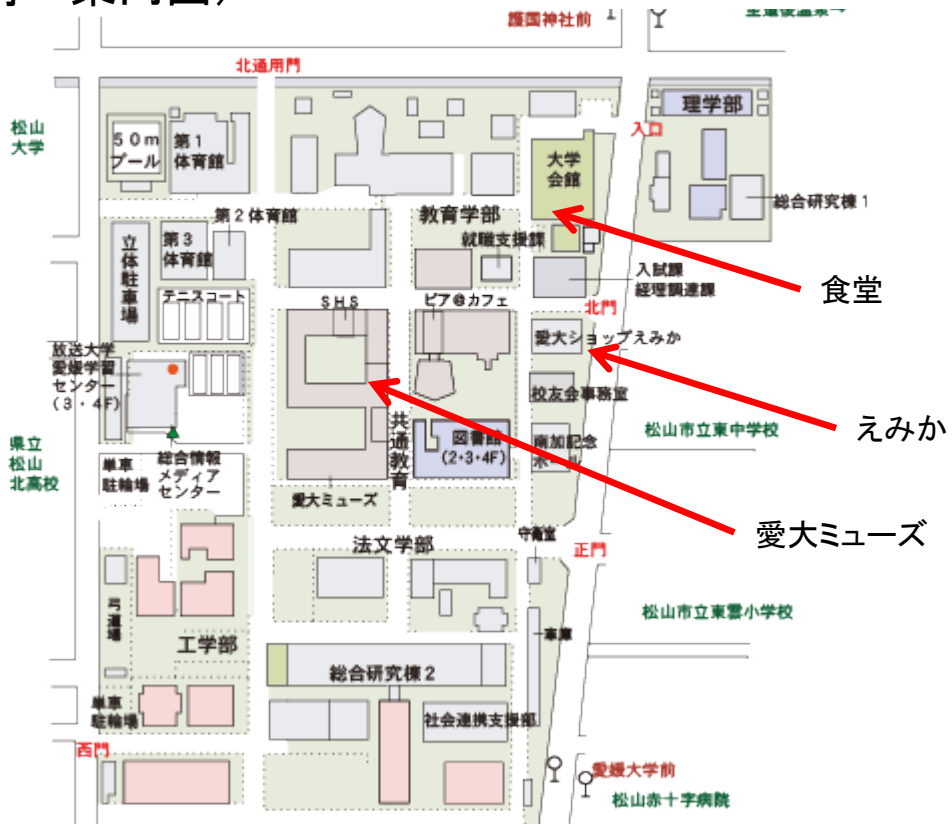 案内図）
護国神社前
至道後温泉→
北通用門
松山
大学
50m
プール
第1
体育館
大学
会館
理学部
入口
総合研究棟1
第2体育館
教育学部
就職支援課
立体駐車場
第3
体育館
入試課
経理調達課
食堂
テニスコート
SHS
ピア@カフェ
北門
愛大ショップえみか
放送大学
愛媛学習
センター
(3・4F)
校友会事務室
えみか
共通教育
図書館
(2・3・4F)
南加記念
ホール
松山市立東中学校
県立
松山
北高校
単車
駐輪場
総合情報
メディア
センター
愛大ミューズ
愛大ミューズ
法文学部
守衛室
正門
弓道場
工学部
車庫
松山市立東雲小学校
総合研究棟2
単車
駐輪場
社会連携支援部
西門
愛媛大学前
松山赤十字病院